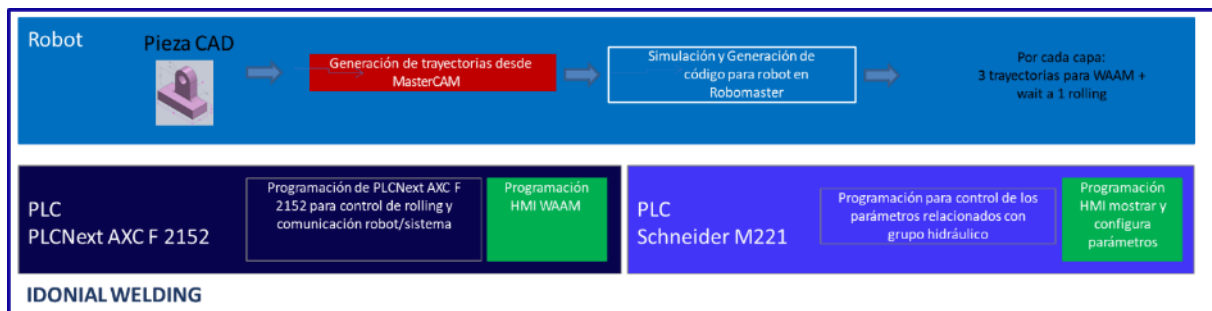 Robot
Pieza CAD
Generación de trayectorias desde
MasterCAM
Simulación y Generación de
código para robot en
Robomaster
Por cada capa:
3 trayectorias para WAAM +
wait a 1 rolling
PLC
PLCNext AXC F 2152
Programación de PLCNext AXC F
2152 para control de rolling y
comunicación robot/sistema
Programación
HMI WAAM
PLC
Schneider M221
Programación para control de los
parámetros relacionados con
grupo hidráulico
Programación
HMI mostrar y
configura
parámetros
IDONIAL WELDING